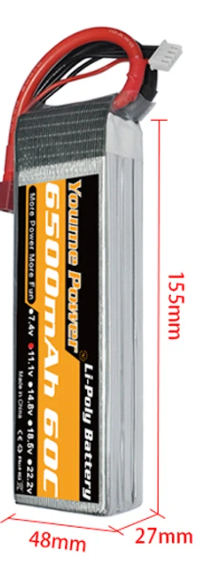 Youme Power
Li-Poly Battery
6500mAh 60C
More Power More Fun
7.4v 11.1v 14.8v 18.5v 22.2v
Made in China
155mm
48mm
27mm